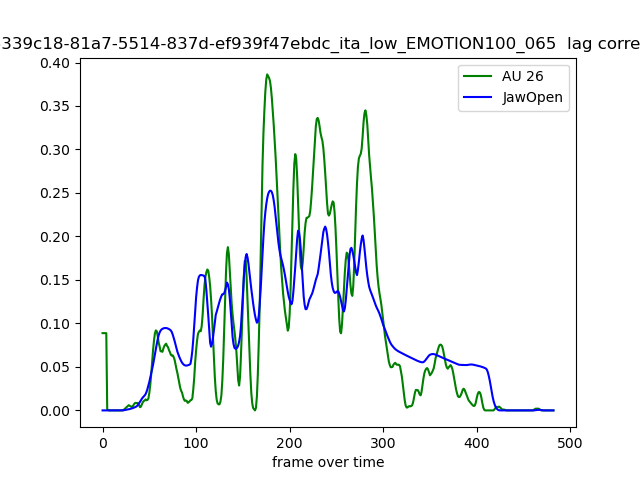 339c18-81a7-5514-837d-ef939f47ebdc_ita_low_EMOTION100_065 lag corre
AU 26
JawOpen
0.40
0.35
0.30
0.25
0.20
0.15
0.10
0.05
0.00
0 100 200 300 400 500
frame over time